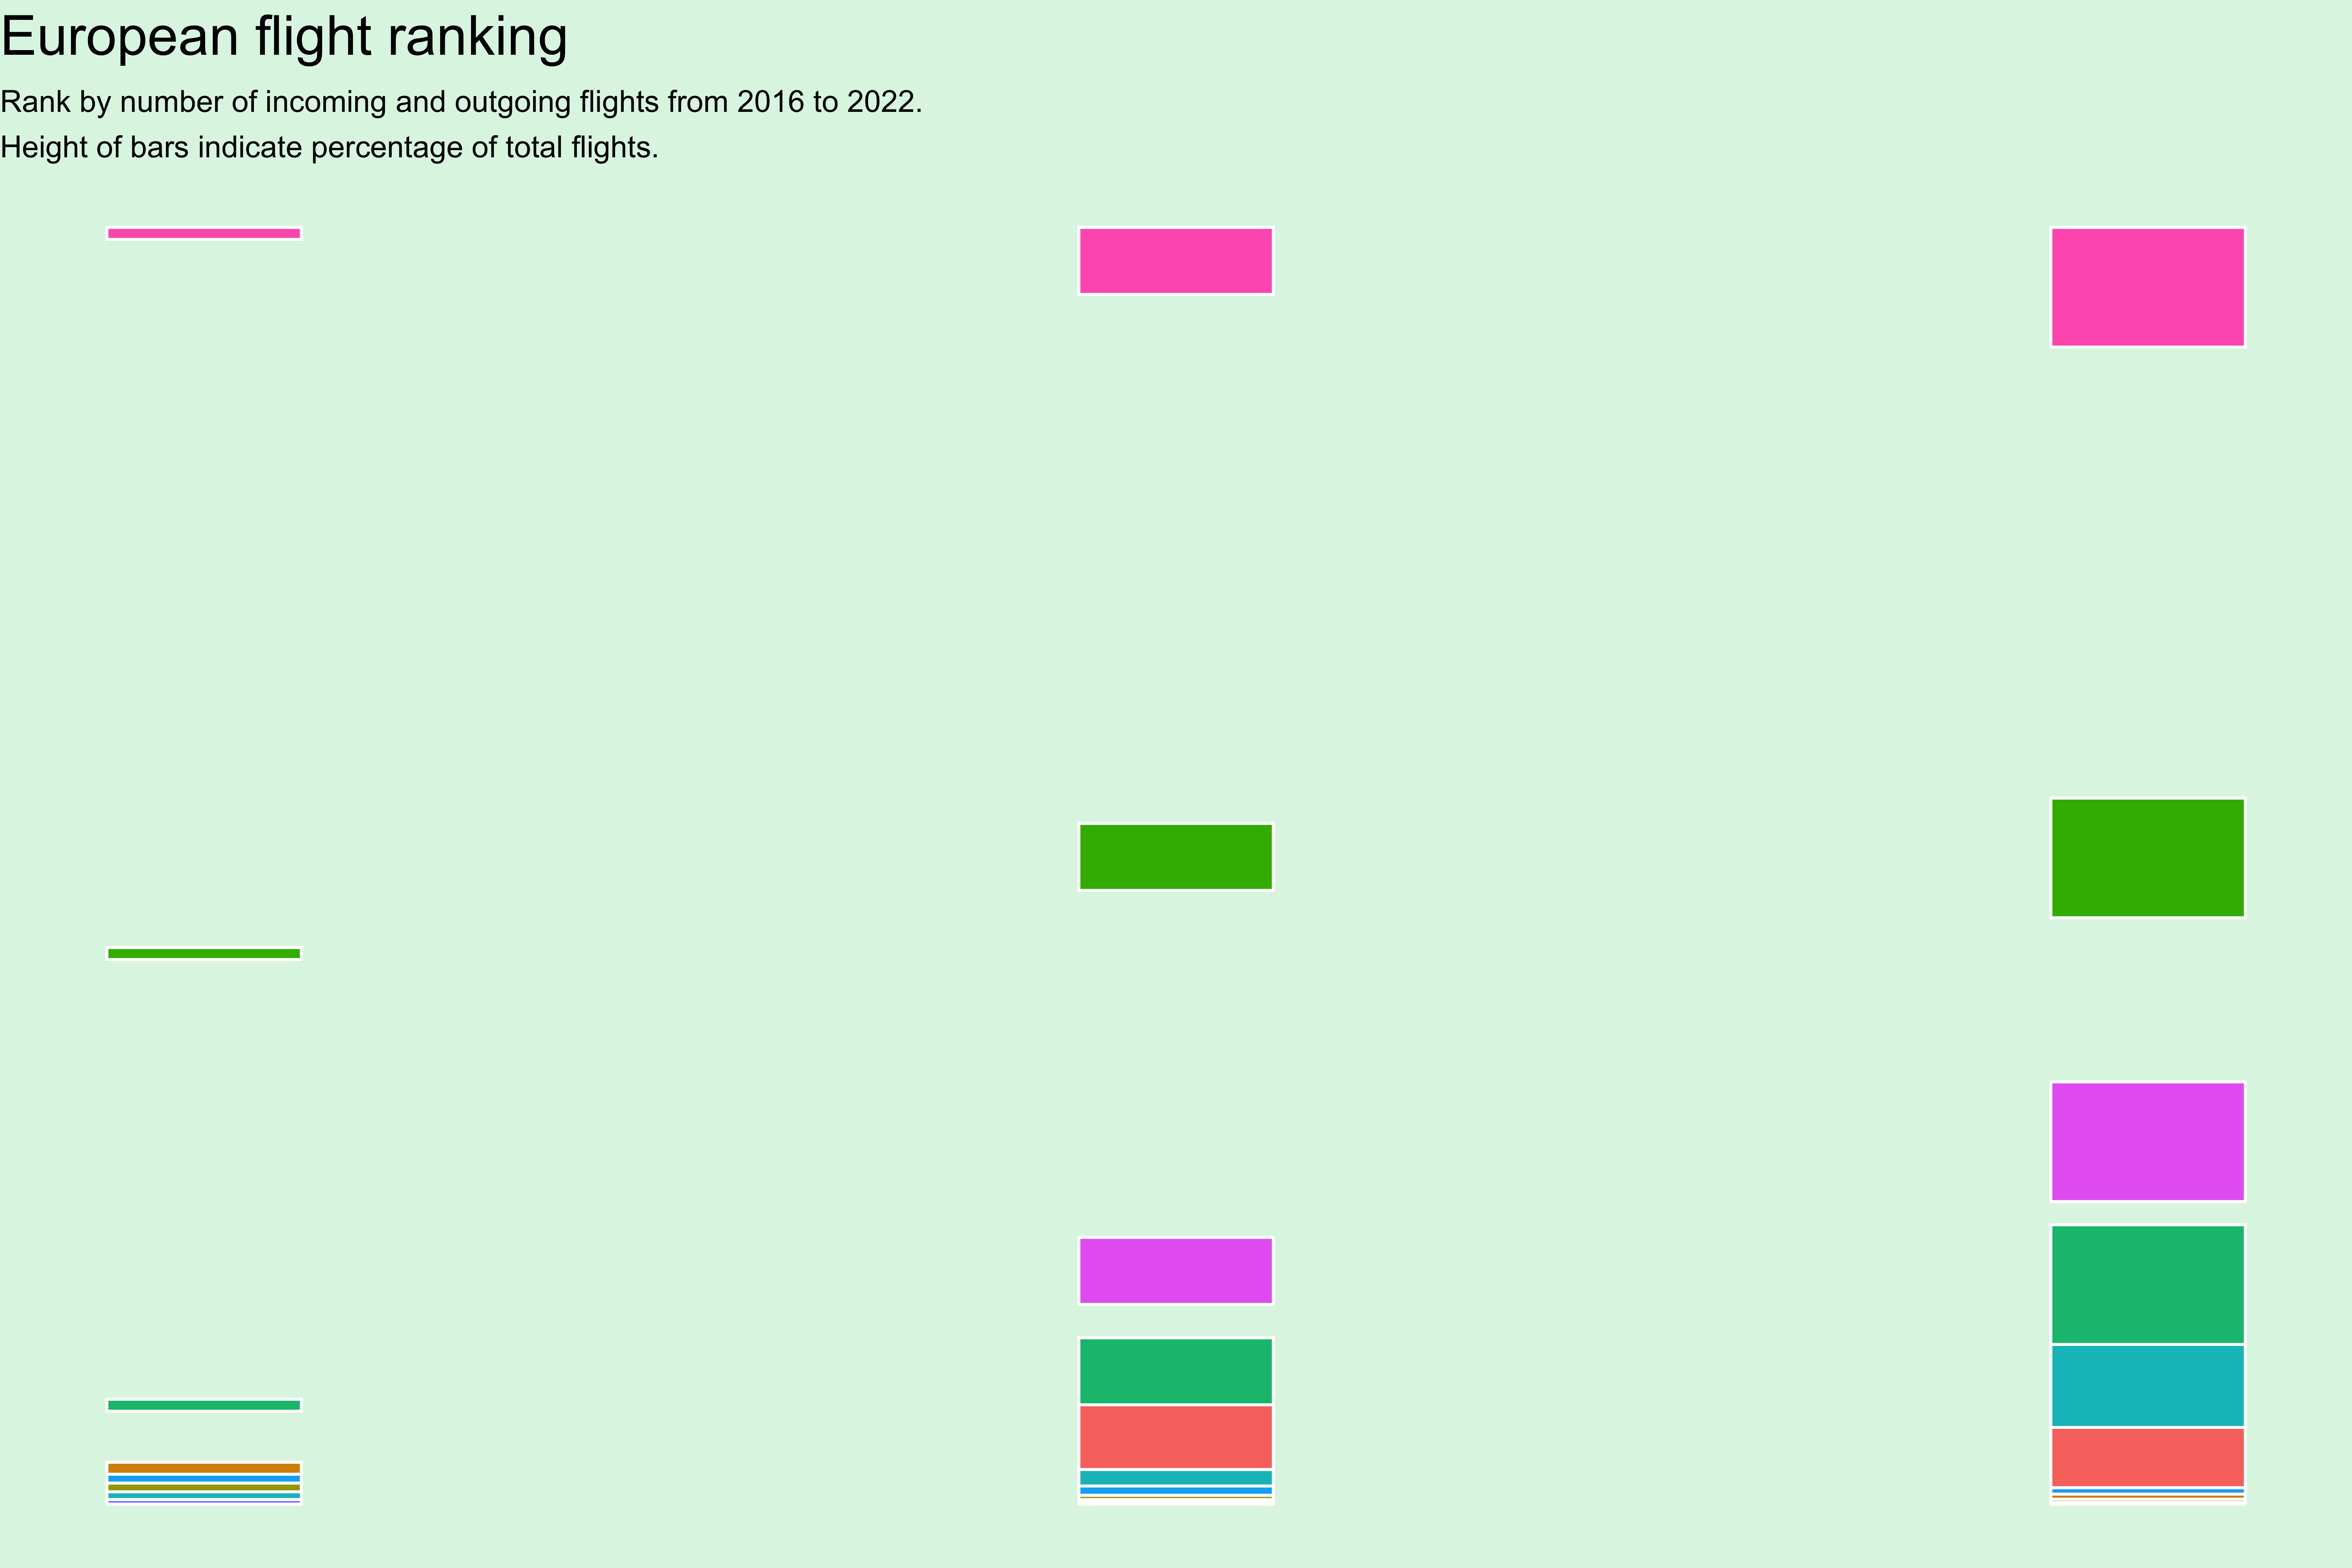 European flight ranking
Rank by number of incoming and outgoing flights from 2016 to 2022.
Height of bars indicate percentage of total flights.